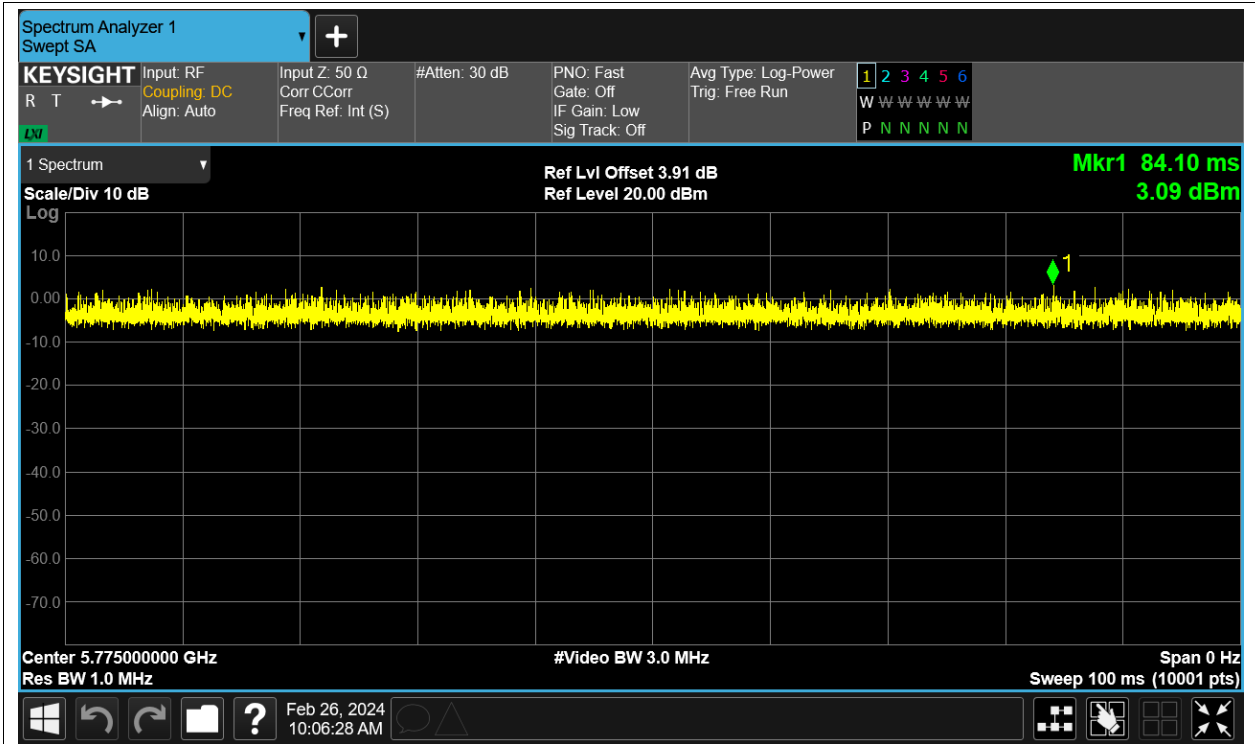 Spectrum Analyzer 1
Swept SA
KEYSIGHT
R T
LXI
Input: RF
Coupling: DC
Align: Auto
Input Z: 50 Ω
Corr CCorr
Freq Ref: Int (S)
#Atten: 30 dB
PNO: Fast
Gate: Off
IF Gain: Low
Sig Track: Off
Avg Type: Log-Power
Trig: Free Run
1 2 3 4 5 6
W W W W W W
P N N N N N
1 Spectrum
Scale/Div 10 dB
Log
Ref Lvl Offset 3.91 dB
Ref Level 20.00 dBm
Mkr1 84.10 ms
3.09 dBm
1
10.0
0.00
-10.0
-20.0
-30.0
-40.0
-50.0
-60.0
-70.0
Center 5.775000000 GHz
Res BW 1.0 MHz
#Video BW 3.0 MHz
Span 0 Hz
Sweep 100 ms (10001 pts)
?
Feb 26, 2024
10:06:28 AM